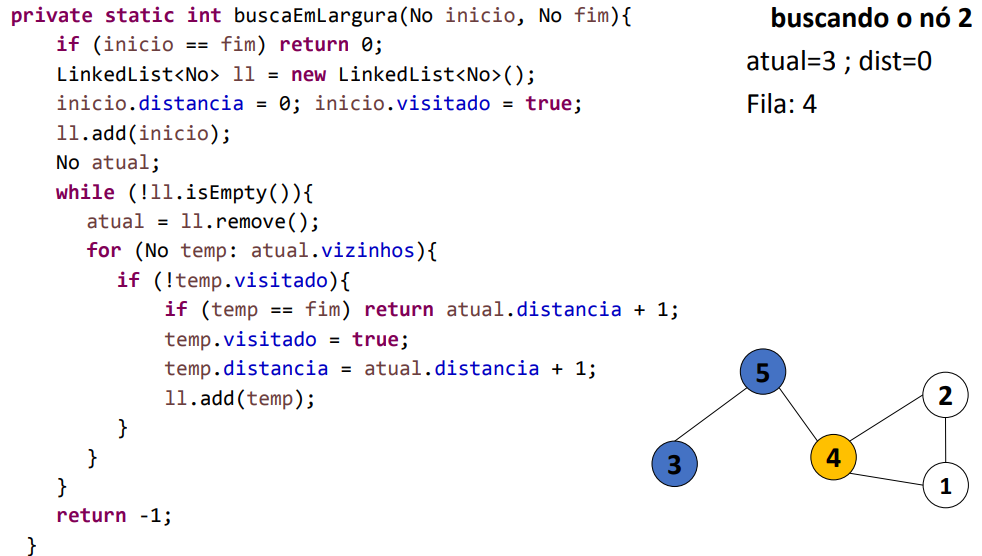 private static int buscaEmLargura(No inicio, No fim){
if (inicio == fim) return 0;
LinkedList<No> ll = new LinkedList<No>();
inicio.distancia = 0; inicio.visitado = true;
ll.add(inicio);
No atual;
while (!ll.isEmpty()){
atual = ll.remove();
for (No temp: atual.vizinhos){
if (!temp.visitado){
if (temp == fim) return atual.distancia + 1;
temp.visitado = true;
temp.distancia = atual.distancia + 1;
ll.add(temp);
}
}
}
return -1;
}
buscando o nó 2
atual=3 ; dist=0
Fila: 4
5
2
3
4
1